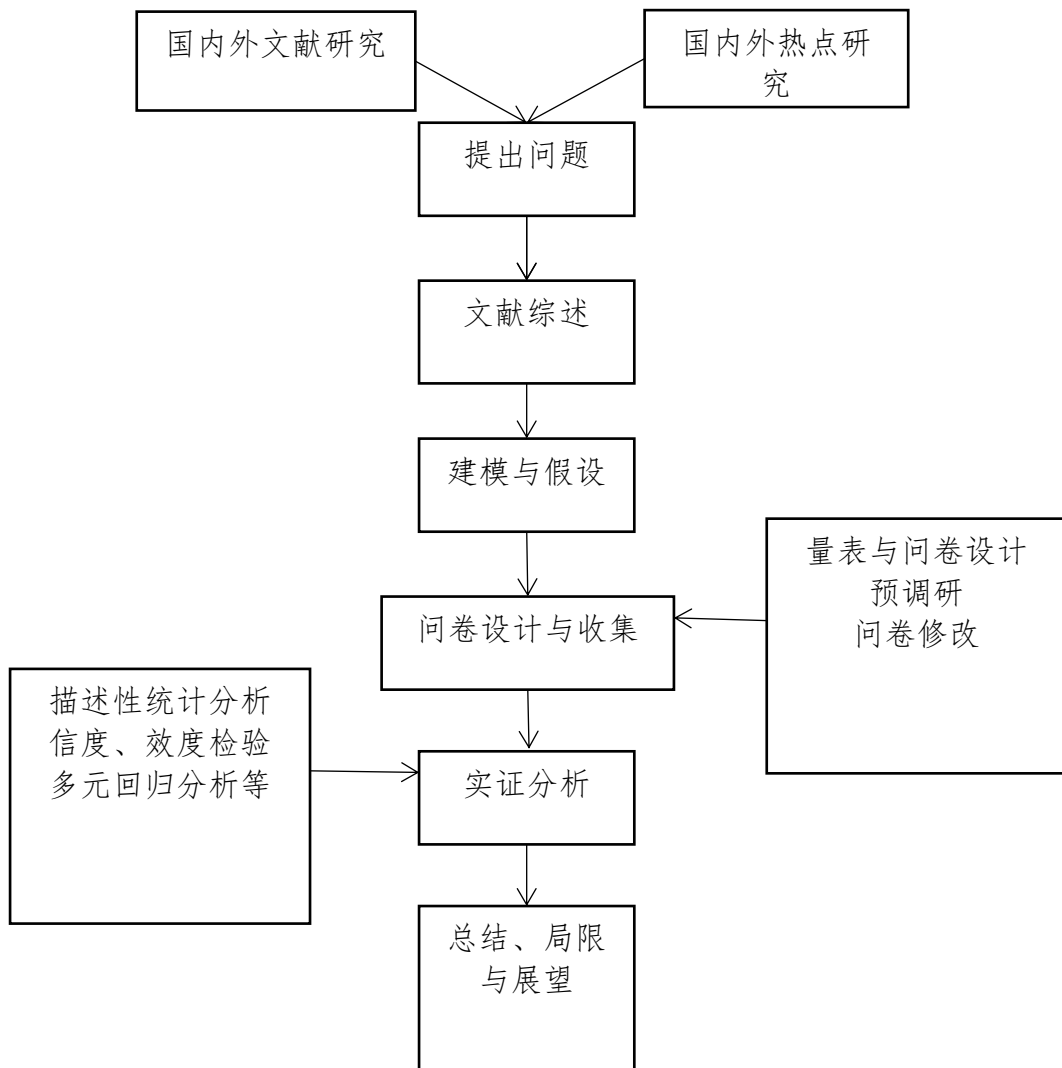 国内外文献研究
国内外热点研
究
提出问题
文献综述
建模与假设
量表与问卷设计
预调研
问卷修改
问卷设计与收集
描述性统计分析
信度、效度检验
多元回归分析等
实证分析
总结、局限
与展望